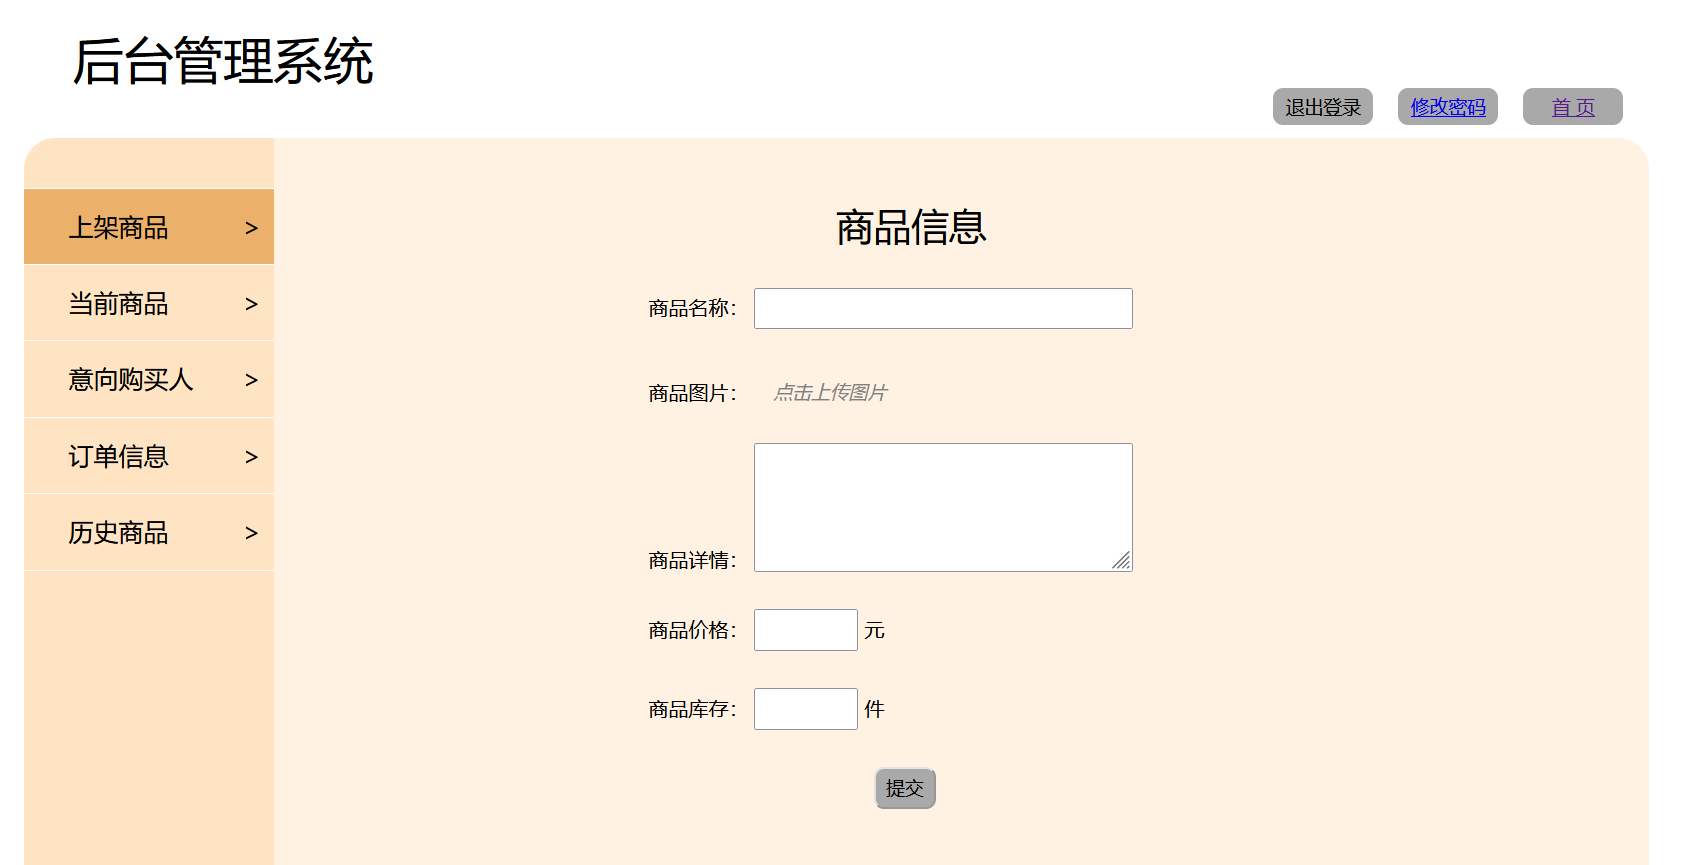 后台管理系统
退出登录 修改密码 首 页
上架商品 >
当前商品 >
意向购买人 >
订单信息 >
历史商品 >
商品信息
商品名称：
商品图片： 点击上传图片
商品详情：
商品价格： 元
商品库存： 件
提交